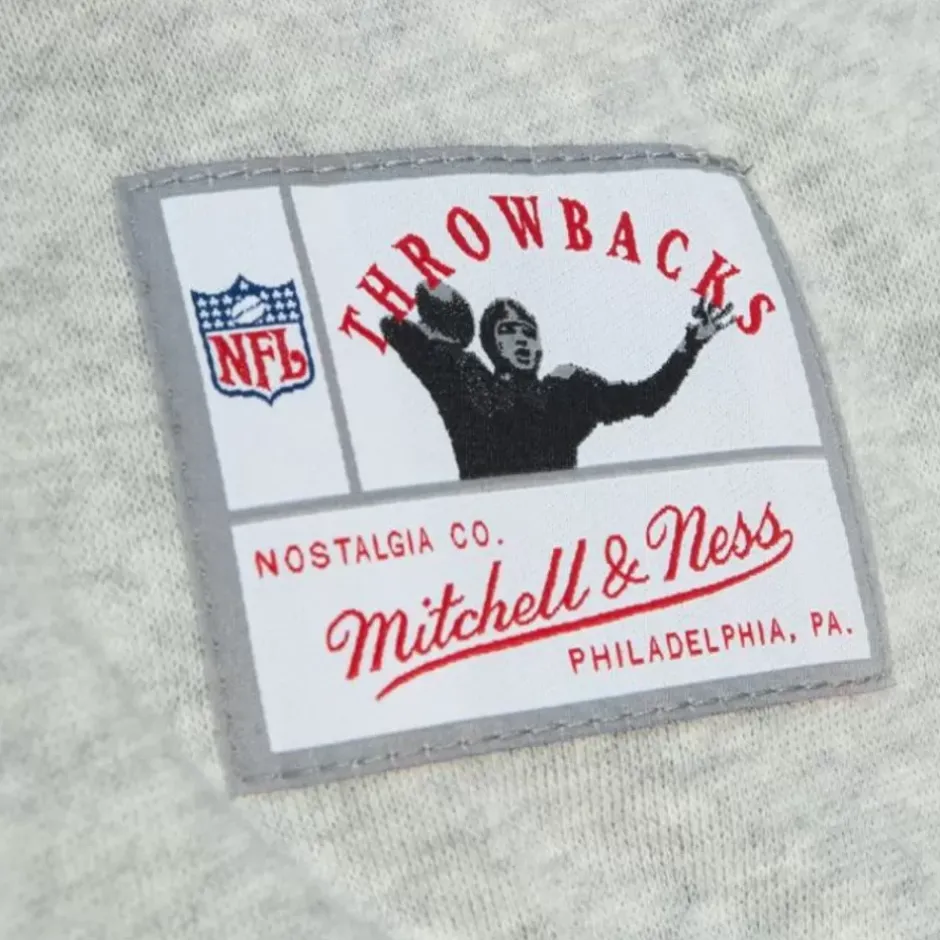 THROWBACKS
NFL
NOSTALGIA CO.
Mitchell & Ness
PHILADELPHIA, PA.